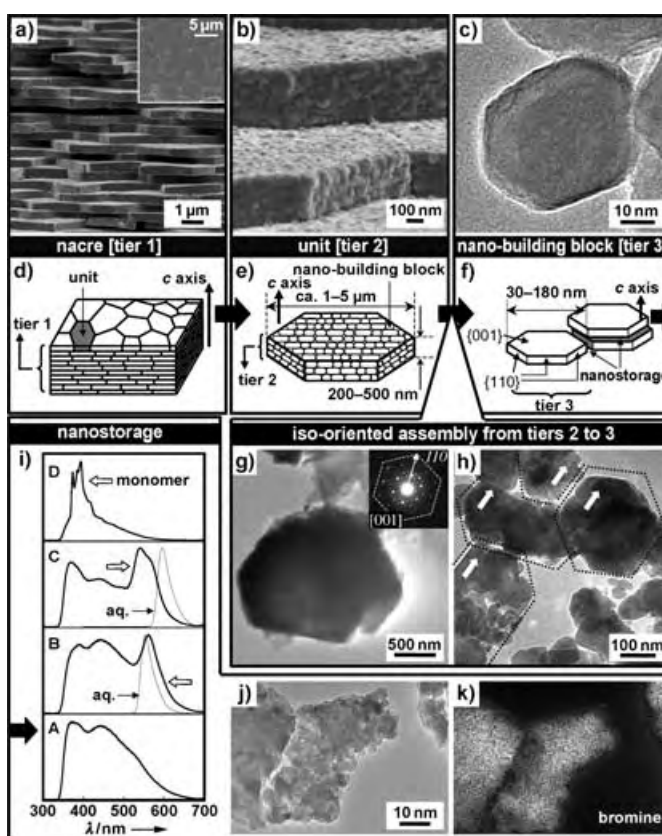 a)
5 µm
1 µm
b)
100 nm
c)
10 nm
nacre [tier 1]
unit [tier 2]
nano-building block [tier 3]
d)
unit
c axis
tier 1
e)
nano-building block
c axis
ca. 1–5 µm
tier 2
200–500 nm
f)
30–180 nm
c axis
{001}
{110}
nanostorage
tier 3
nanostorage
iso-oriented assembly from tiers 2 to 3
i)
D
monomer
C
aq.
B
aq.
A
300 400 500 600 700
λ/nm
g)
110
[001]
500 nm
h)
100 nm
j)
10 nm
k)
bromine